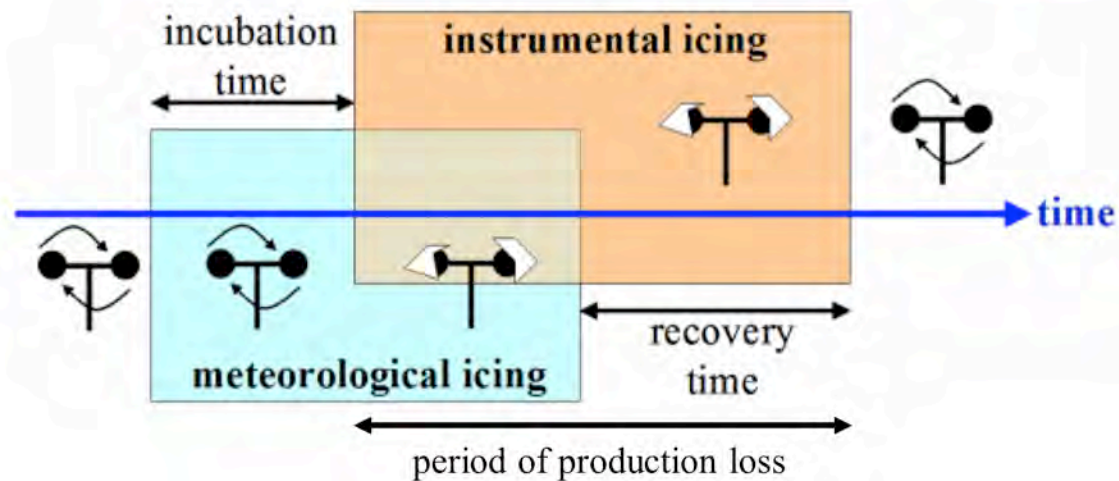 incubation
time
instrumental icing
time
meteorological icing
recovery
time
period of production loss